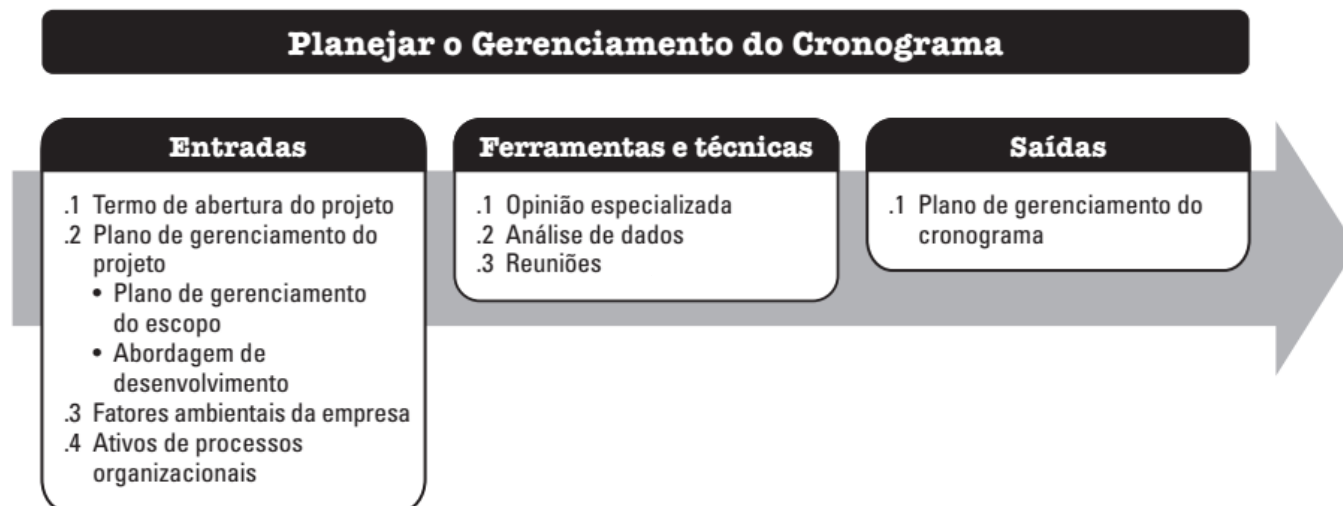 Planejar o Gerenciamento do Cronograma
Entradas
.1 Termo de abertura do projeto
.2 Plano de gerenciamento do
projeto
• Plano de gerenciamento
do escopo
• Abordagem de
desenvolvimento
.3 Fatores ambientais da empresa
.4 Ativos de processos
organizacionais
Ferramentas e técnicas
.1 Opinião especializada
.2 Análise de dados
.3 Reuniões
Saídas
.1 Plano de gerenciamento do
cronograma